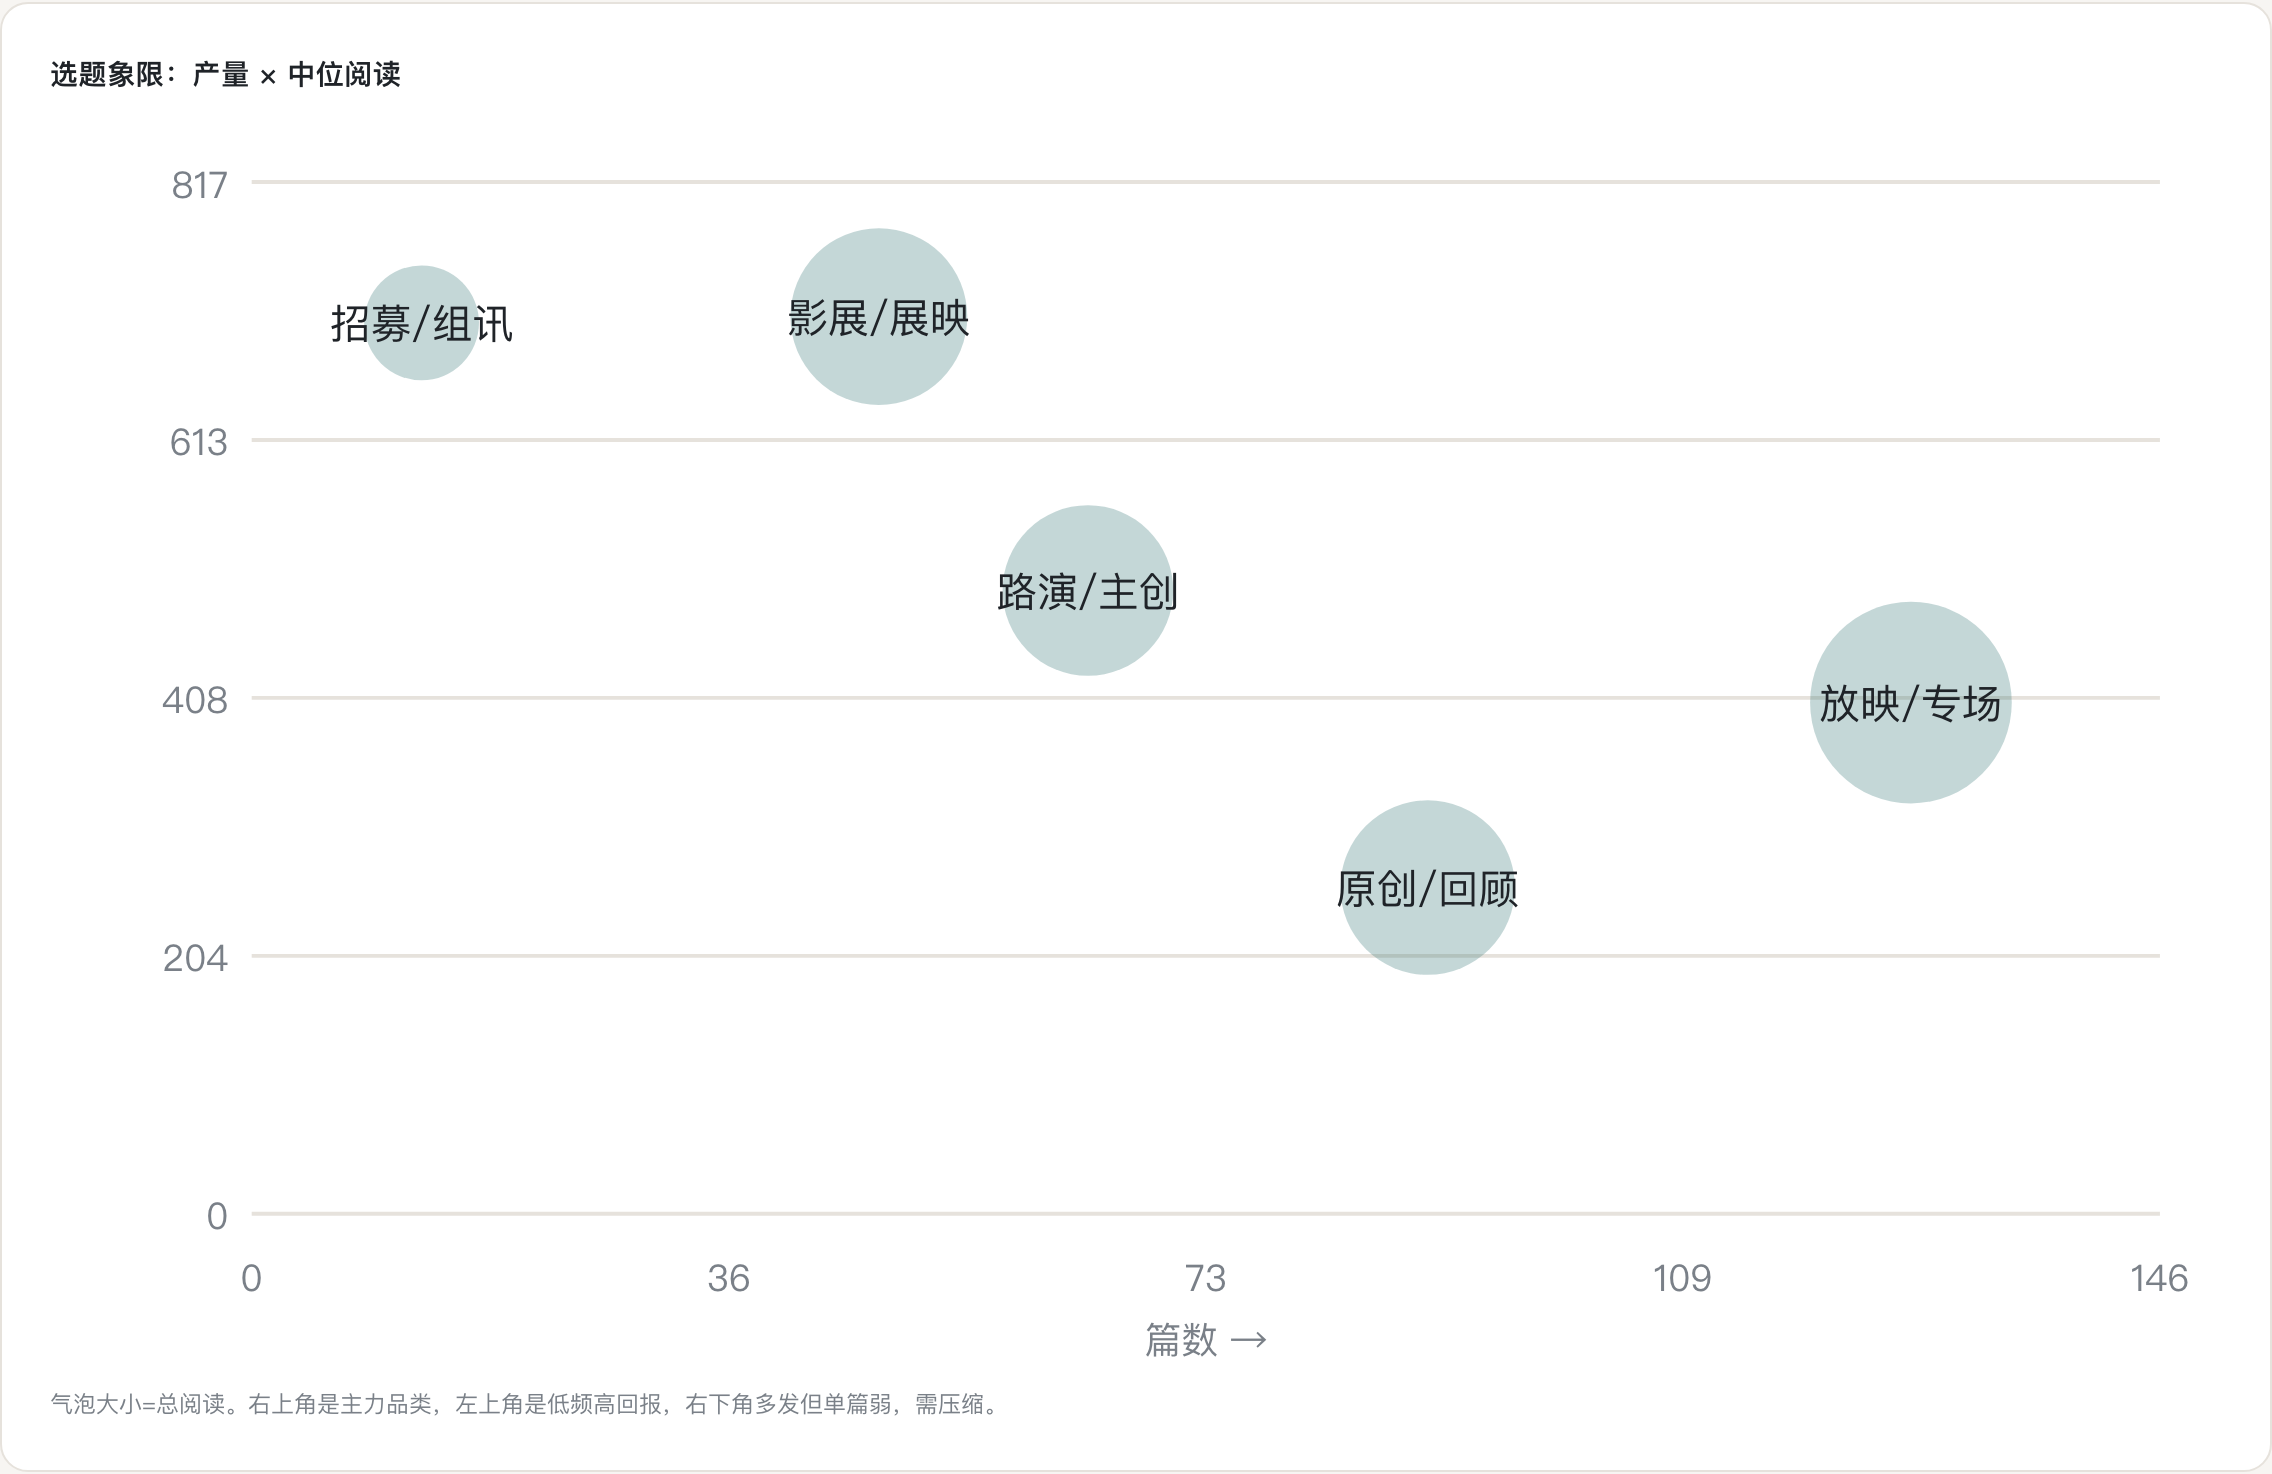 选题象限：产量 × 中位阅读
817
招募/组讯
影展/展映
613
路演/主创
408
放映/专场
原创/回顾
204
0
0 36 73 109 146
篇数 →
气泡大小=总阅读。右上角是主力品类，左上角是低频高回报，右下角多发但单篇弱，需压缩。